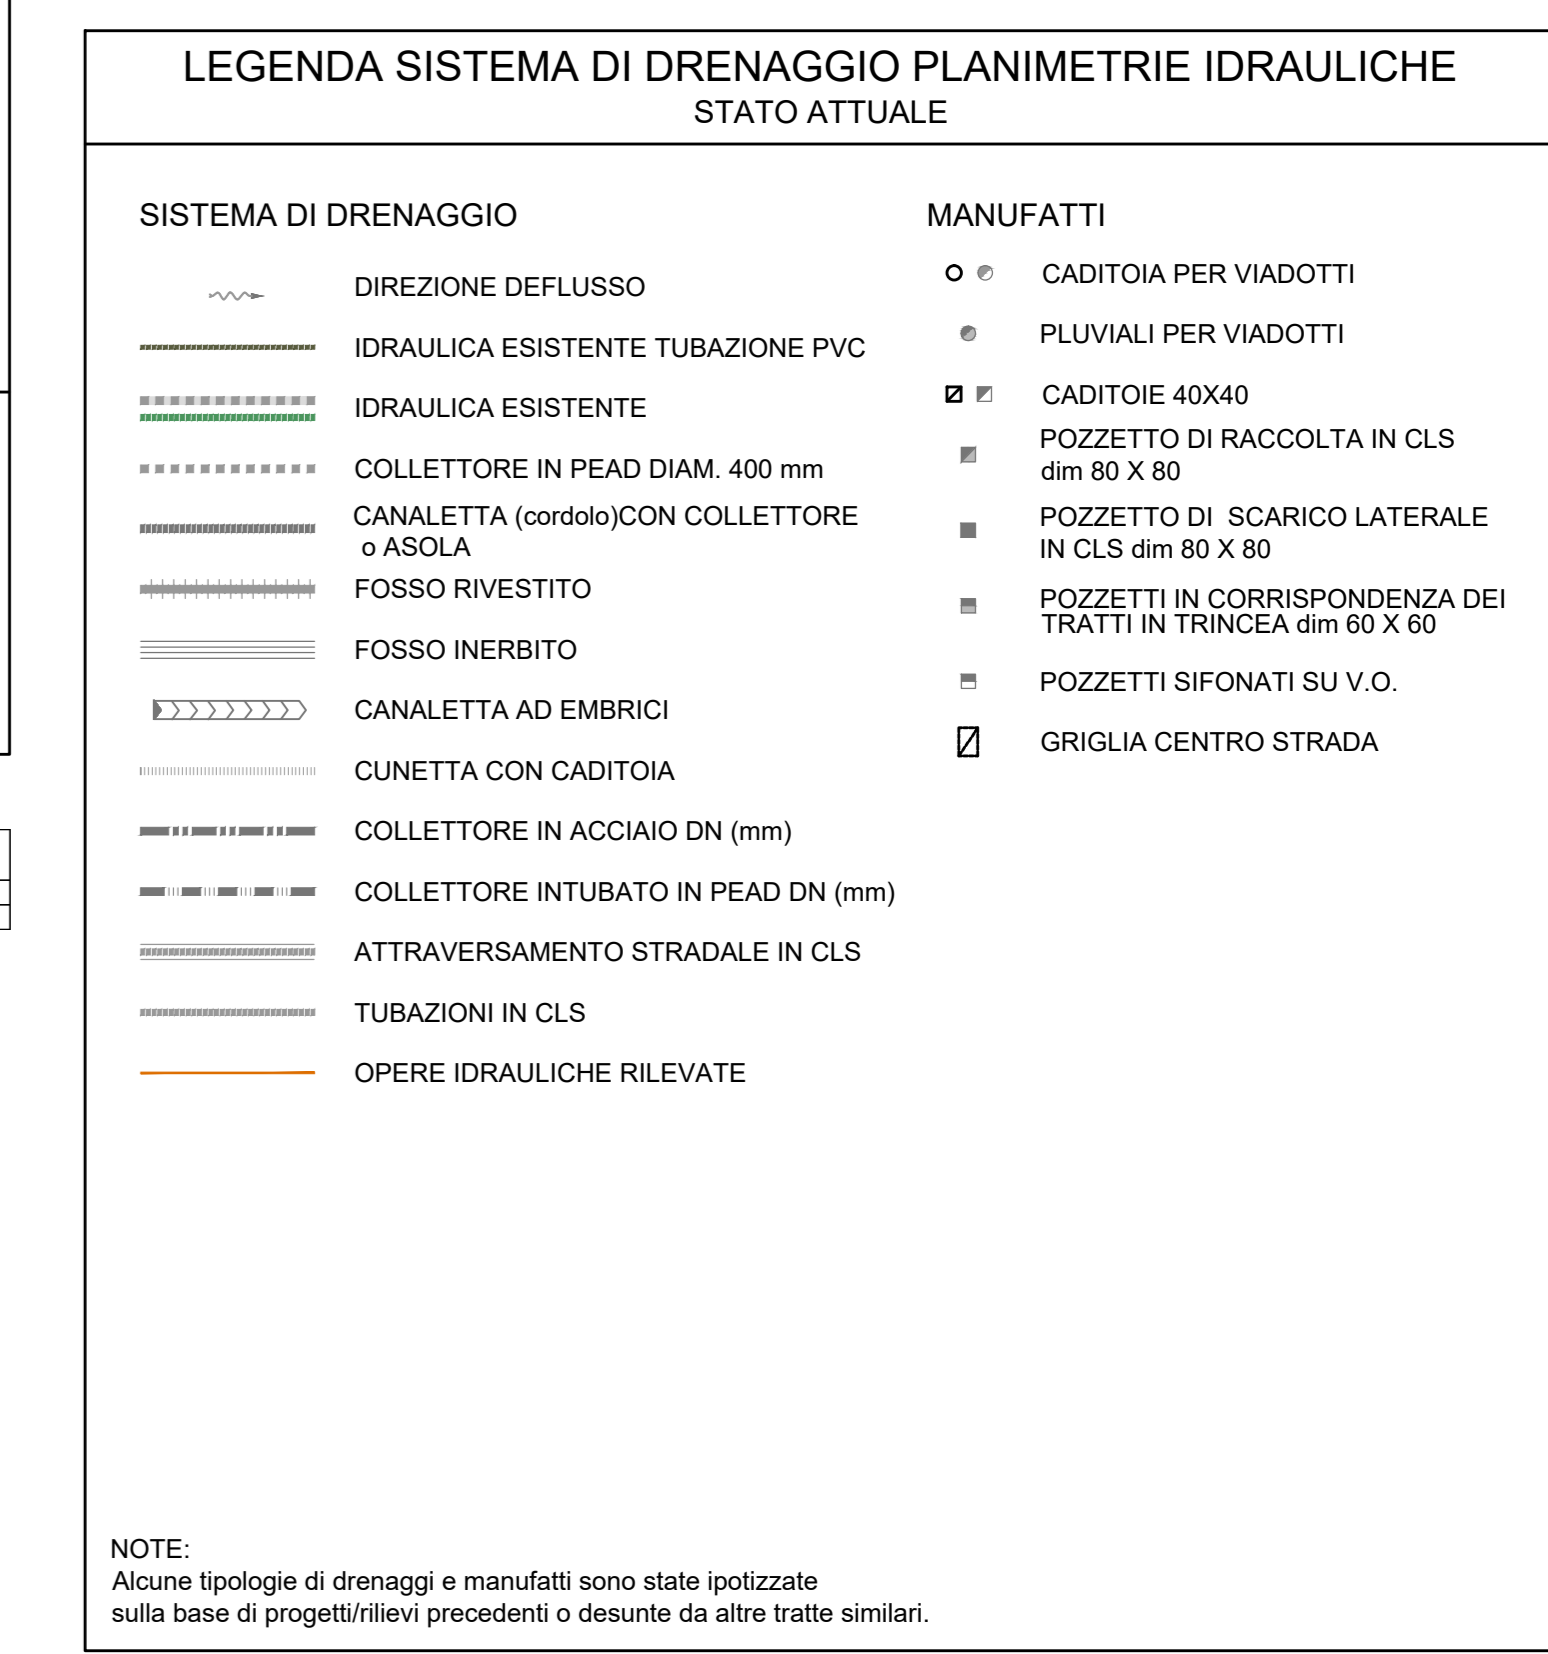 LEGENDA SISTEMA DI DRENAGGIO PLANIMETRIE IDRAULICHE
STATO ATTUALE
SISTEMA DI DRENAGGIO
DIREZIONE DEFLUSSO
IDRAULICA ESISTENTE TUBAZIONE PVC
IDRAULICA ESISTENTE
COLLETTORE IN PEAD DIAM. 400 mm
CANALETTA (cordolo)CON COLLETTORE
o ASOLA
FOSSO RIVESTITO
FOSSO INERBITO
CANALETTA AD EMBRICI
CUNETTA CON CADITOIA
COLLETTORE IN ACCIAIO DN (mm)
COLLETTORE INTUBATO IN PEAD DN (mm)
ATTRAVERSAMENTO STRADALE IN CLS
TUBAZIONI IN CLS
OPERE IDRAULICHE RILEVATE
MANUFATTI
CADITOIA PER VIADOTTI
PLUVIALI PER VIADOTTI
CADITOIE 40X40
POZZETTO DI RACCOLTA IN CLS
dim 80 X 80
POZZETTO DI  SCARICO LATERALE
IN CLS dim 80 X 80
POZZETTI IN CORRISPONDENZA DEI
TRATTI IN TRINCEA dim 60 X 60
POZZETTI SIFONATI SU V.O.
GRIGLIA CENTRO STRADA
NOTE:
Alcune tipologie di drenaggi e manufatti sono state ipotizzate
sulla base di progetti/rilievi precedenti o desunte da altre tratte similari.